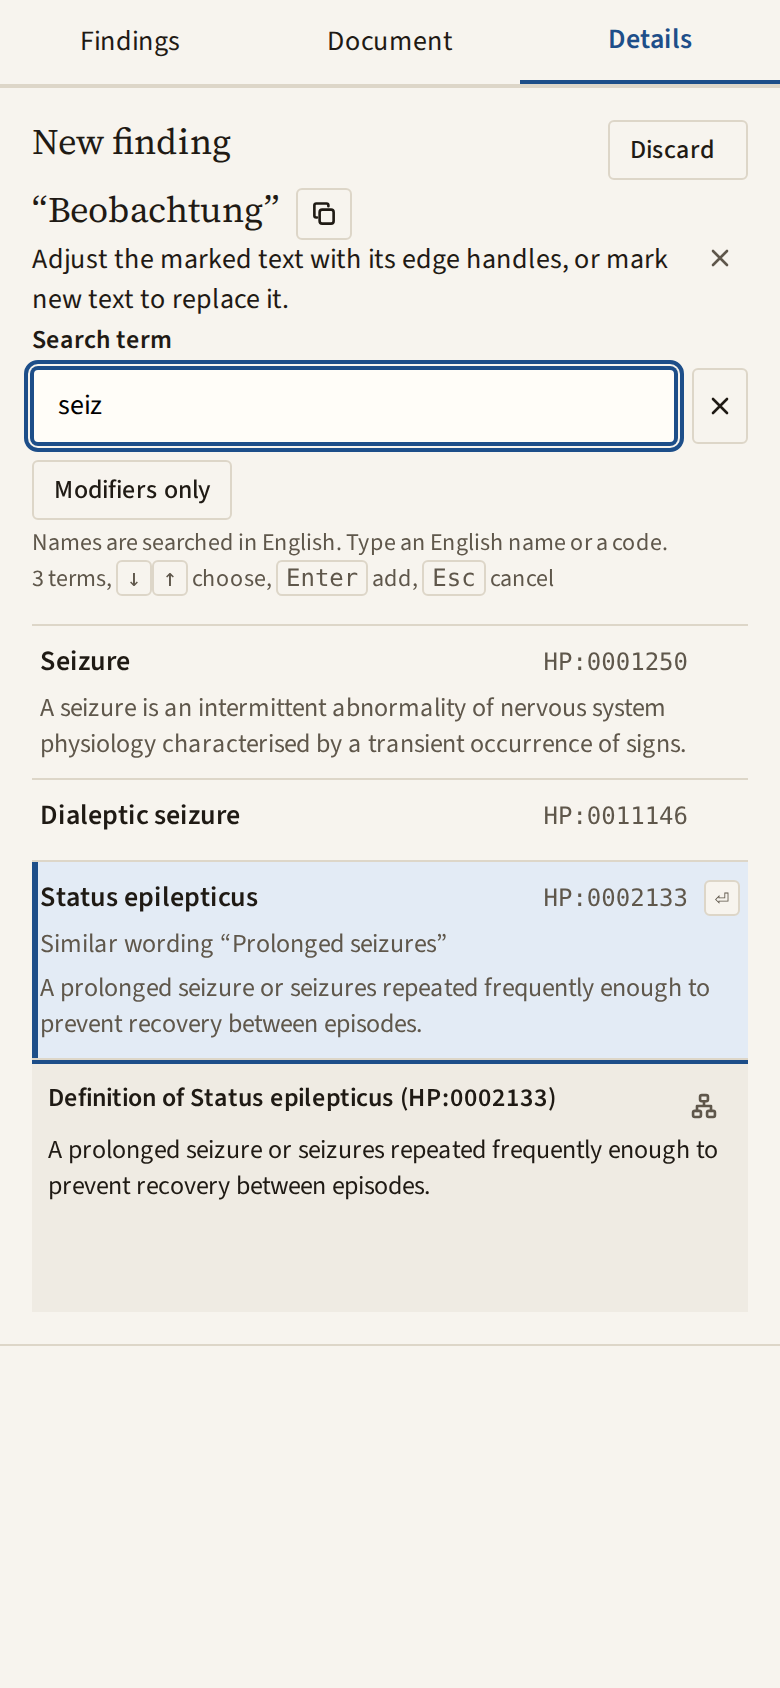 Findings Document Details
New finding
Discard
“Beobachtung”
Adjust the marked text with its edge handles, or mark
new text to replace it.
Search term
seiz
Modifiers only
Names are searched in English. Type an English name or a code.
3 terms, ↓ ↑ choose, Enter add, Esc cancel
Seizure HP:0001250
A seizure is an intermittent abnormality of nervous system
physiology characterised by a transient occurrence of signs.
Dialeptic seizure HP:0011146
Status epilepticus HP:0002133 ⏎
Similar wording “Prolonged seizures”
A prolonged seizure or seizures repeated frequently enough to
prevent recovery between episodes.
Definition of Status epilepticus (HP:0002133)
A prolonged seizure or seizures repeated frequently enough to
prevent recovery between episodes.